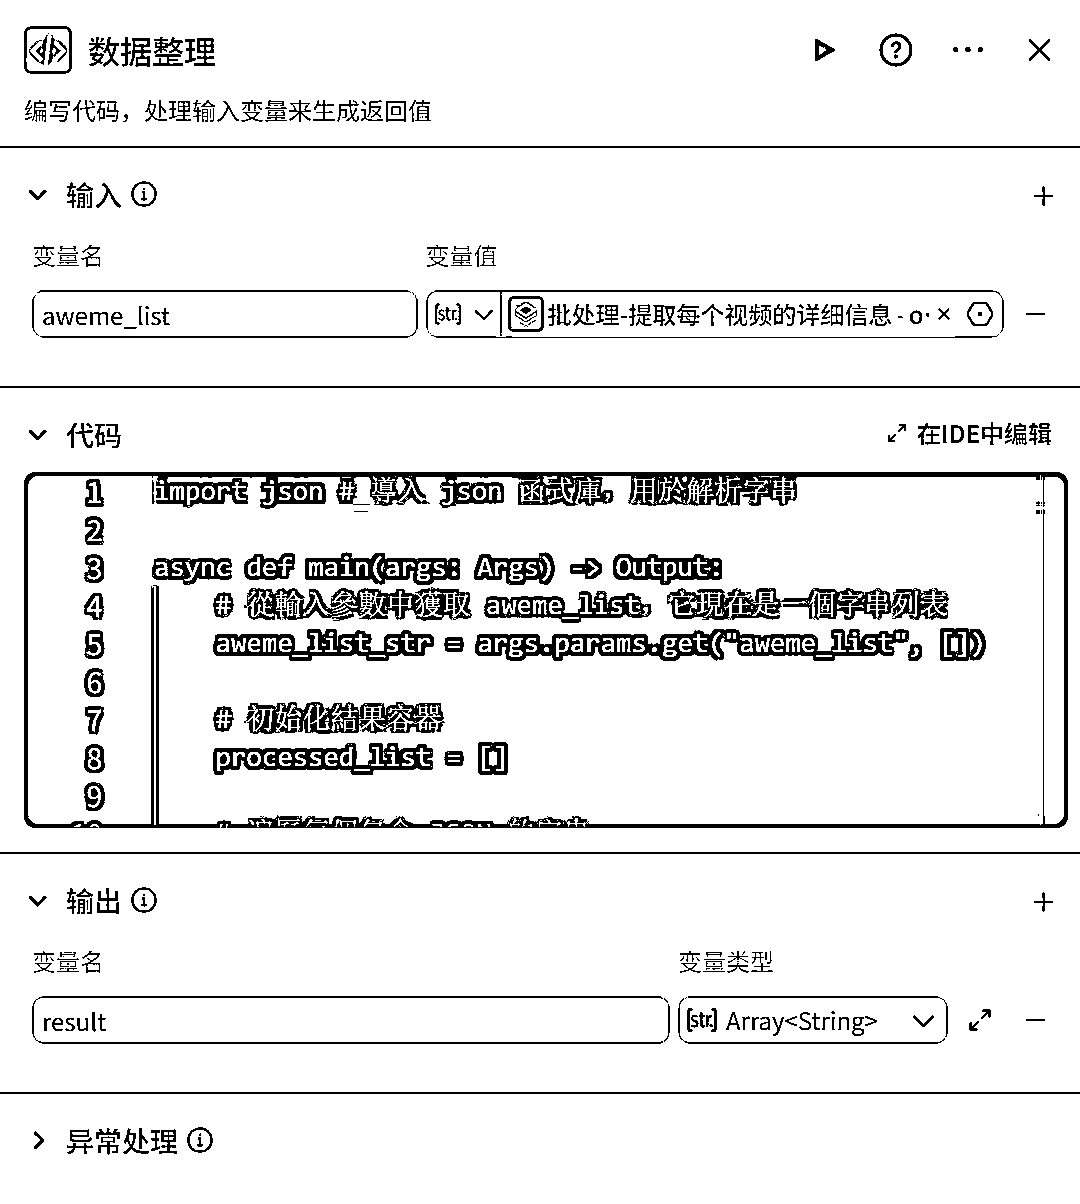 数据整理
编写代码，处理输入变量来生成返回值
输入
变量名 变量值
aweme_list [str] 批处理-提取每个视频的详细信息 - o
代码 在IDE中编辑
1 import json # 導入 json 函式庫，用於解析字串
2
3 async def main(args: Args) -> Output:
4 # 從輸入參數中獲取 aweme_list，它現在是一個字串列表
5 aweme_list_str = args.params.get("aweme_list", [])
6
7 # 初始化結果容器
8 processed_list = []
9
输出
变量名 变量类型
result [str] Array<String>
异常处理